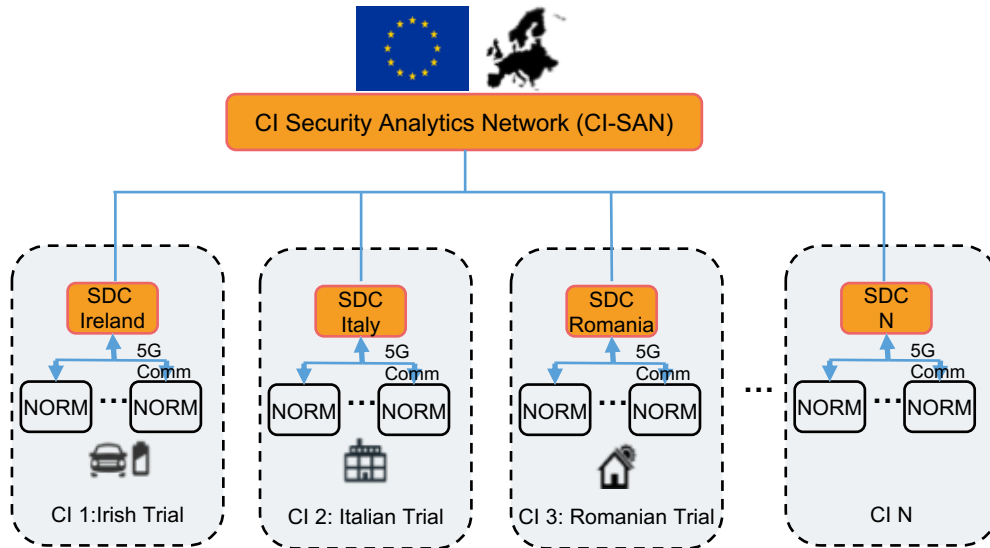 CI Security Analytics Network (CI-SAN)
SDC
Ireland
5G
Comm
NORM
...
NORM
CI 1:Irish Trial
SDC
Italy
5G
Comm
NORM
...
NORM
CI 2: Italian Trial
SDC
Romania
5G
Comm
NORM
...
NORM
CI 3: Romanian Trial
...
SDC
N
5G
Comm
NORM
...
NORM
CI N